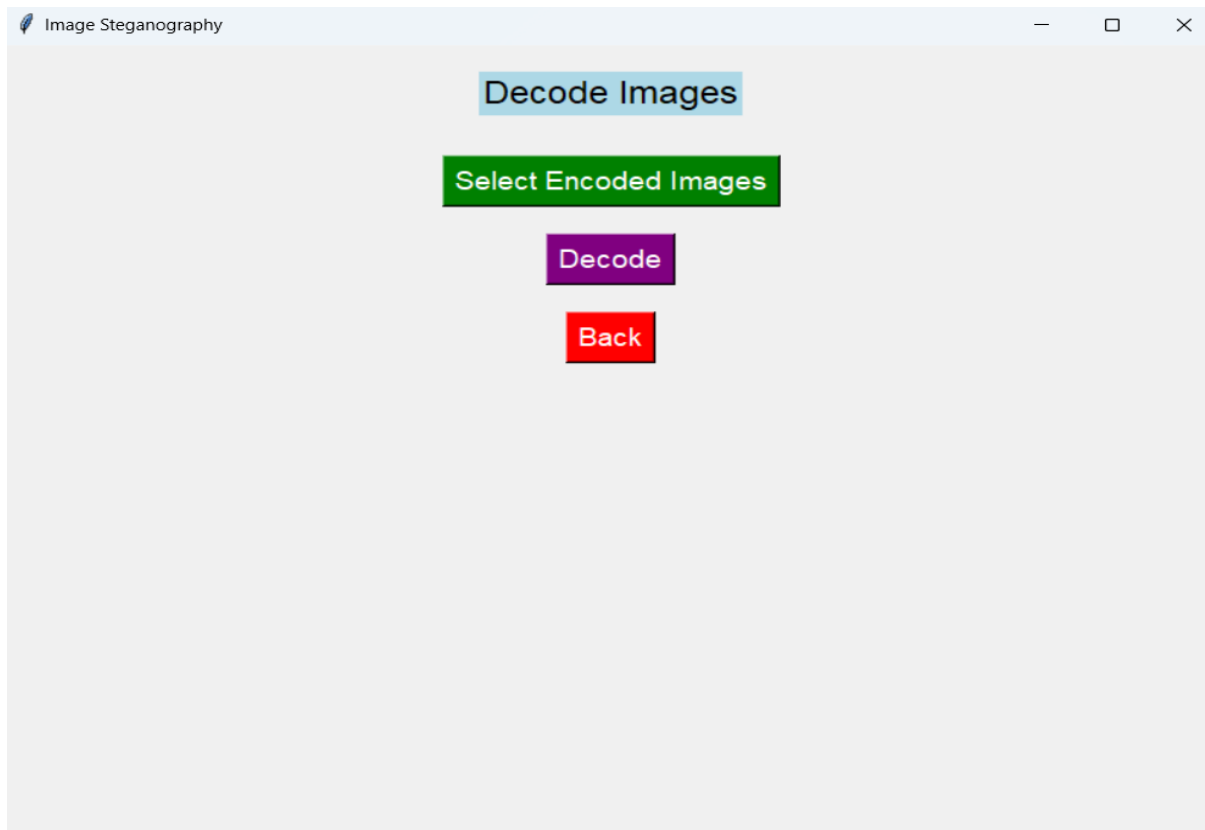 Image Steganography
Decode Images
Select Encoded Images
Decode
Back